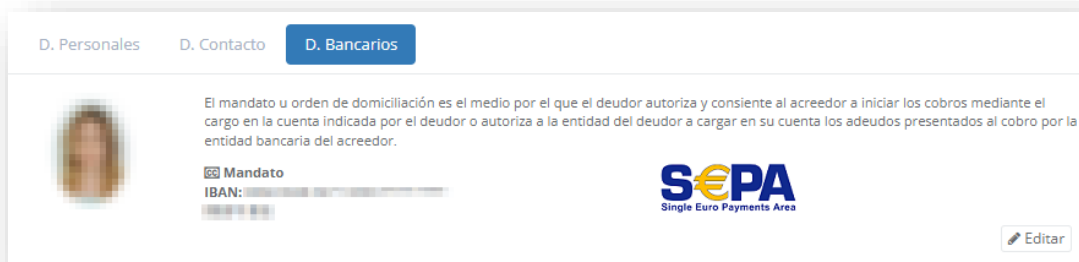 D. Personales
D. Contacto
D. Bancarios
El mandato u orden de domiciliación es el medio por el que el deudor autoriza y consiente al acreedor a iniciar los cobros mediante el
cargo en la cuenta indicada por el deudor o autoriza a la entidad del deudor a cargar en su cuenta los adeudos presentados al cobro por la
entidad bancaria del acreedor.
Mandato
IBAN:
S€PA
Single Euro Payments Area
Editar